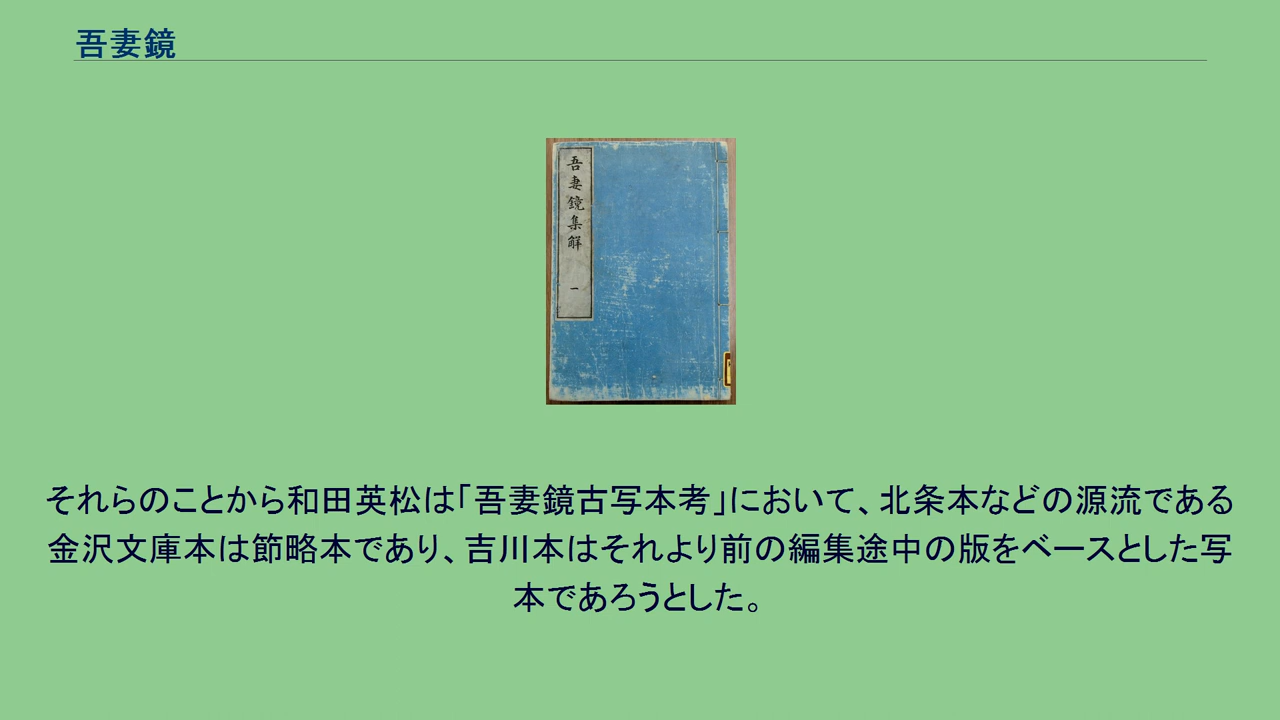 吾妻鏡
吾妻鏡集解 一
それらのことから和田英松は「吾妻鏡古写本考」において、北条本などの源流である
金沢文庫本は節略本であり、吉川本はそれより前の編集途中の版をベースとした写
本であろうとした。